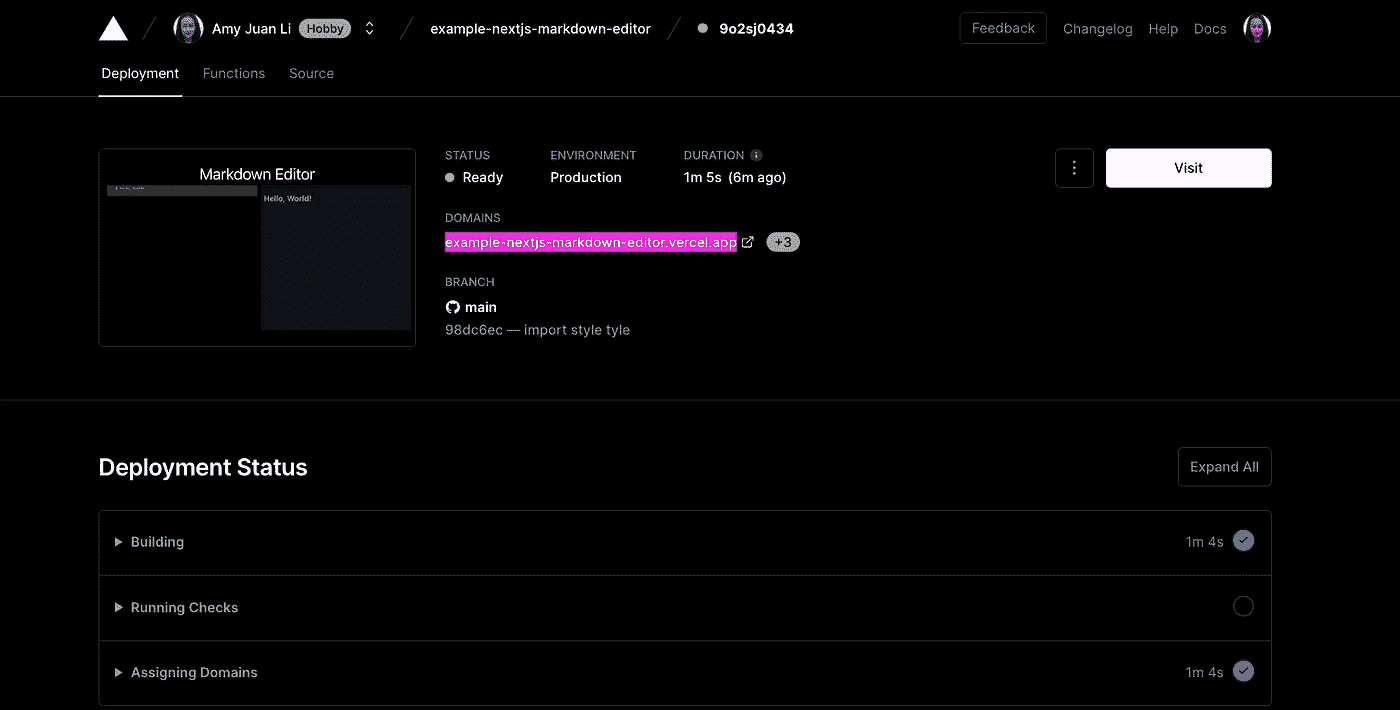 Amy Juan Li Hobby example-nextjs-markdown-editor 9o2sj0434 Feedback Changelog Help Docs
Deployment Functions Source
Markdown Editor
Hello, World!
STATUS ENVIRONMENT DURATION
Ready Production 1m 5s (6m ago)
Visit
DOMAINS
example-nextjs-markdown-editor.vercel.app +3
BRANCH
main
98dc6ec — import style tyle
Deployment Status Expand All
Building 1m 4s
Running Checks
Assigning Domains 1m 4s